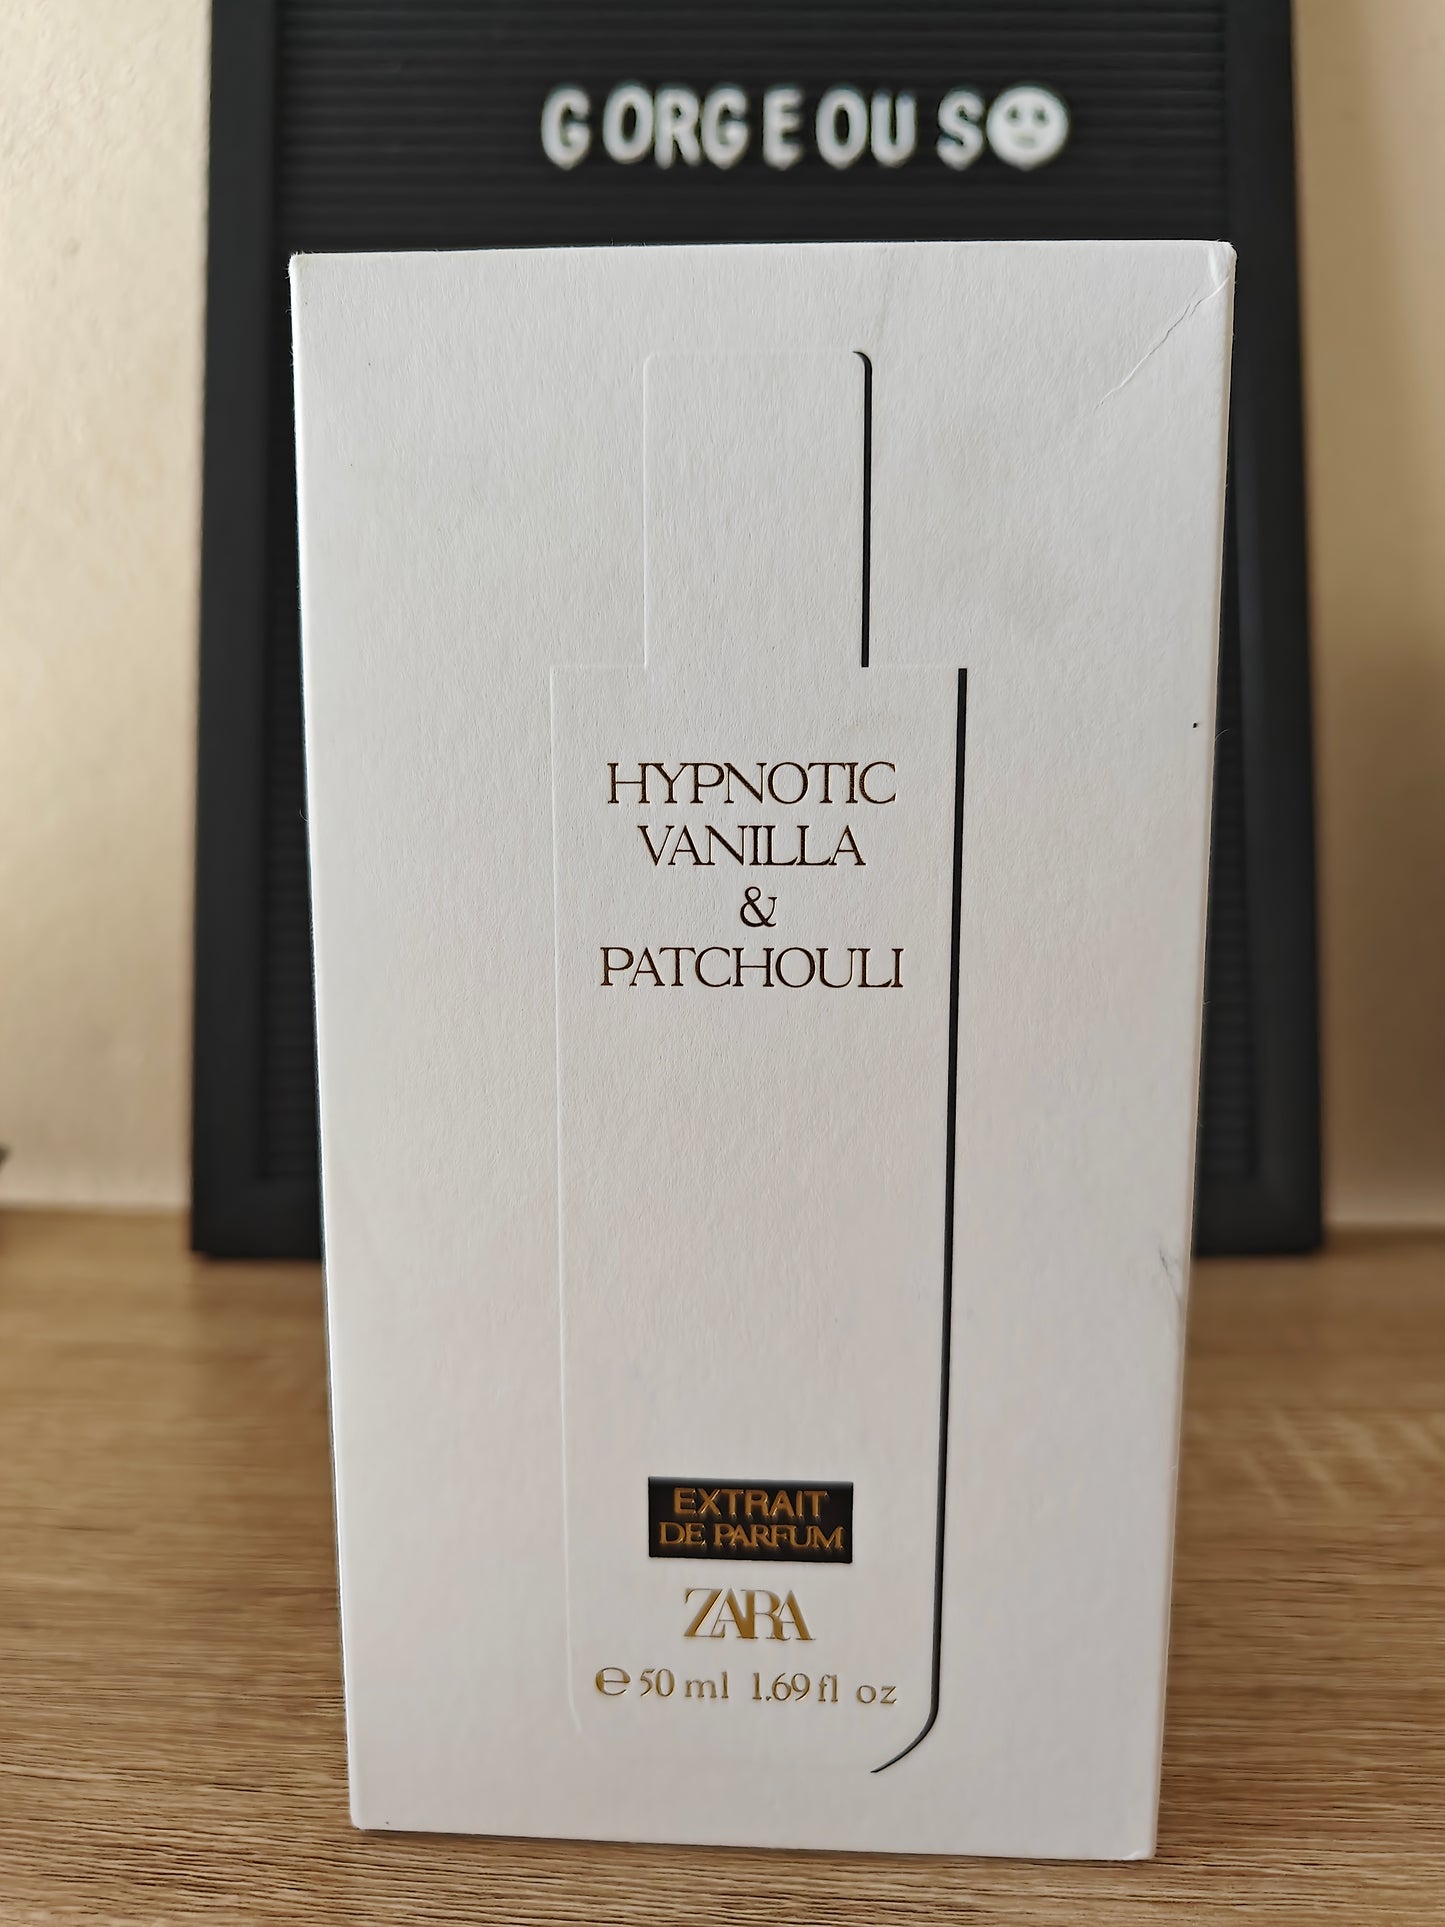 GORGEOUS
HYPNOTIC
VANILLA
&
PATCHOULI
EXTRAIT
DE PARFUM
ZARA
℮50 ml 1.69 fl oz